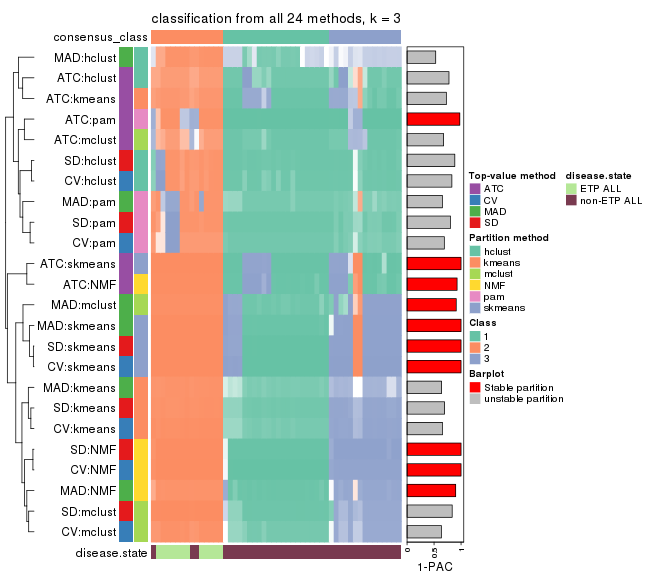 classification from all 24 methods, k = 3
consensus_class
MAD:hclust
ATC:hclust
ATC:kmeans
ATC:pam
ATC:mclust
SD:hclust
CV:hclust
MAD:pam
SD:pam
CV:pam
ATC:skmeans
ATC:NMF
MAD:mclust
MAD:skmeans
SD:skmeans
CV:skmeans
MAD:kmeans
SD:kmeans
CV:kmeans
SD:NMF
CV:NMF
MAD:NMF
SD:mclust
CV:mclust
disease.state
0
0.5
1
1-PAC
Top-value method
ATC
CV
MAD
SD
Partition method
hclust
kmeans
mclust
NMF
pam
skmeans
Class
1
2
3
Barplot
Stable partition
unstable partition
disease.state
ETP ALL
non-ETP ALL